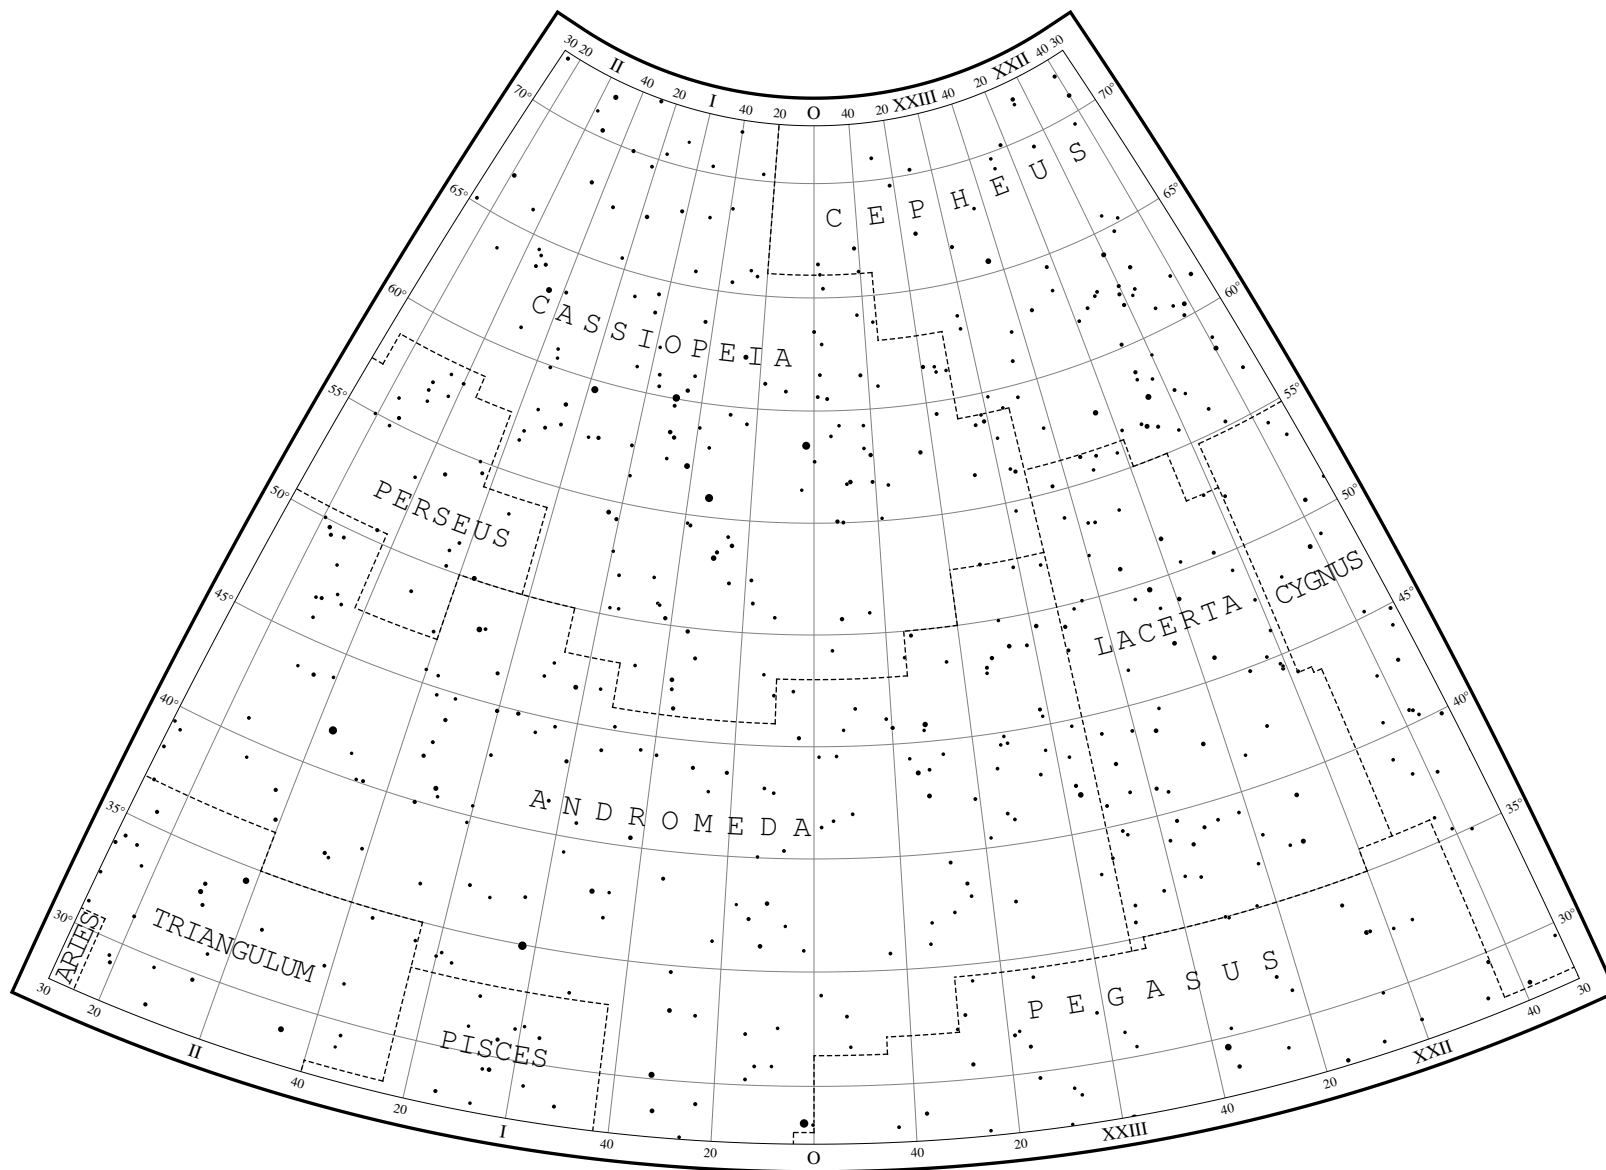 30 20 II 40 20 I 40 20 O 40 20 XXIII 40 20 XXII 40 30
70° 70°
65° 65°
60° 60°
55° 55°
50° 50°
45° 45°
40° 40°
35° 35°
30° 30°
CEPHEUS
CASSIOPEIA
PERSEUS
CYGNUS
LACERTA
ANDROMEDA
ARIES
TRIANGULUM
PEGASUS
PISCES
30 20 II 40 20 I 40 20 O 40 20 XXIII 40 20 XXII 40 30